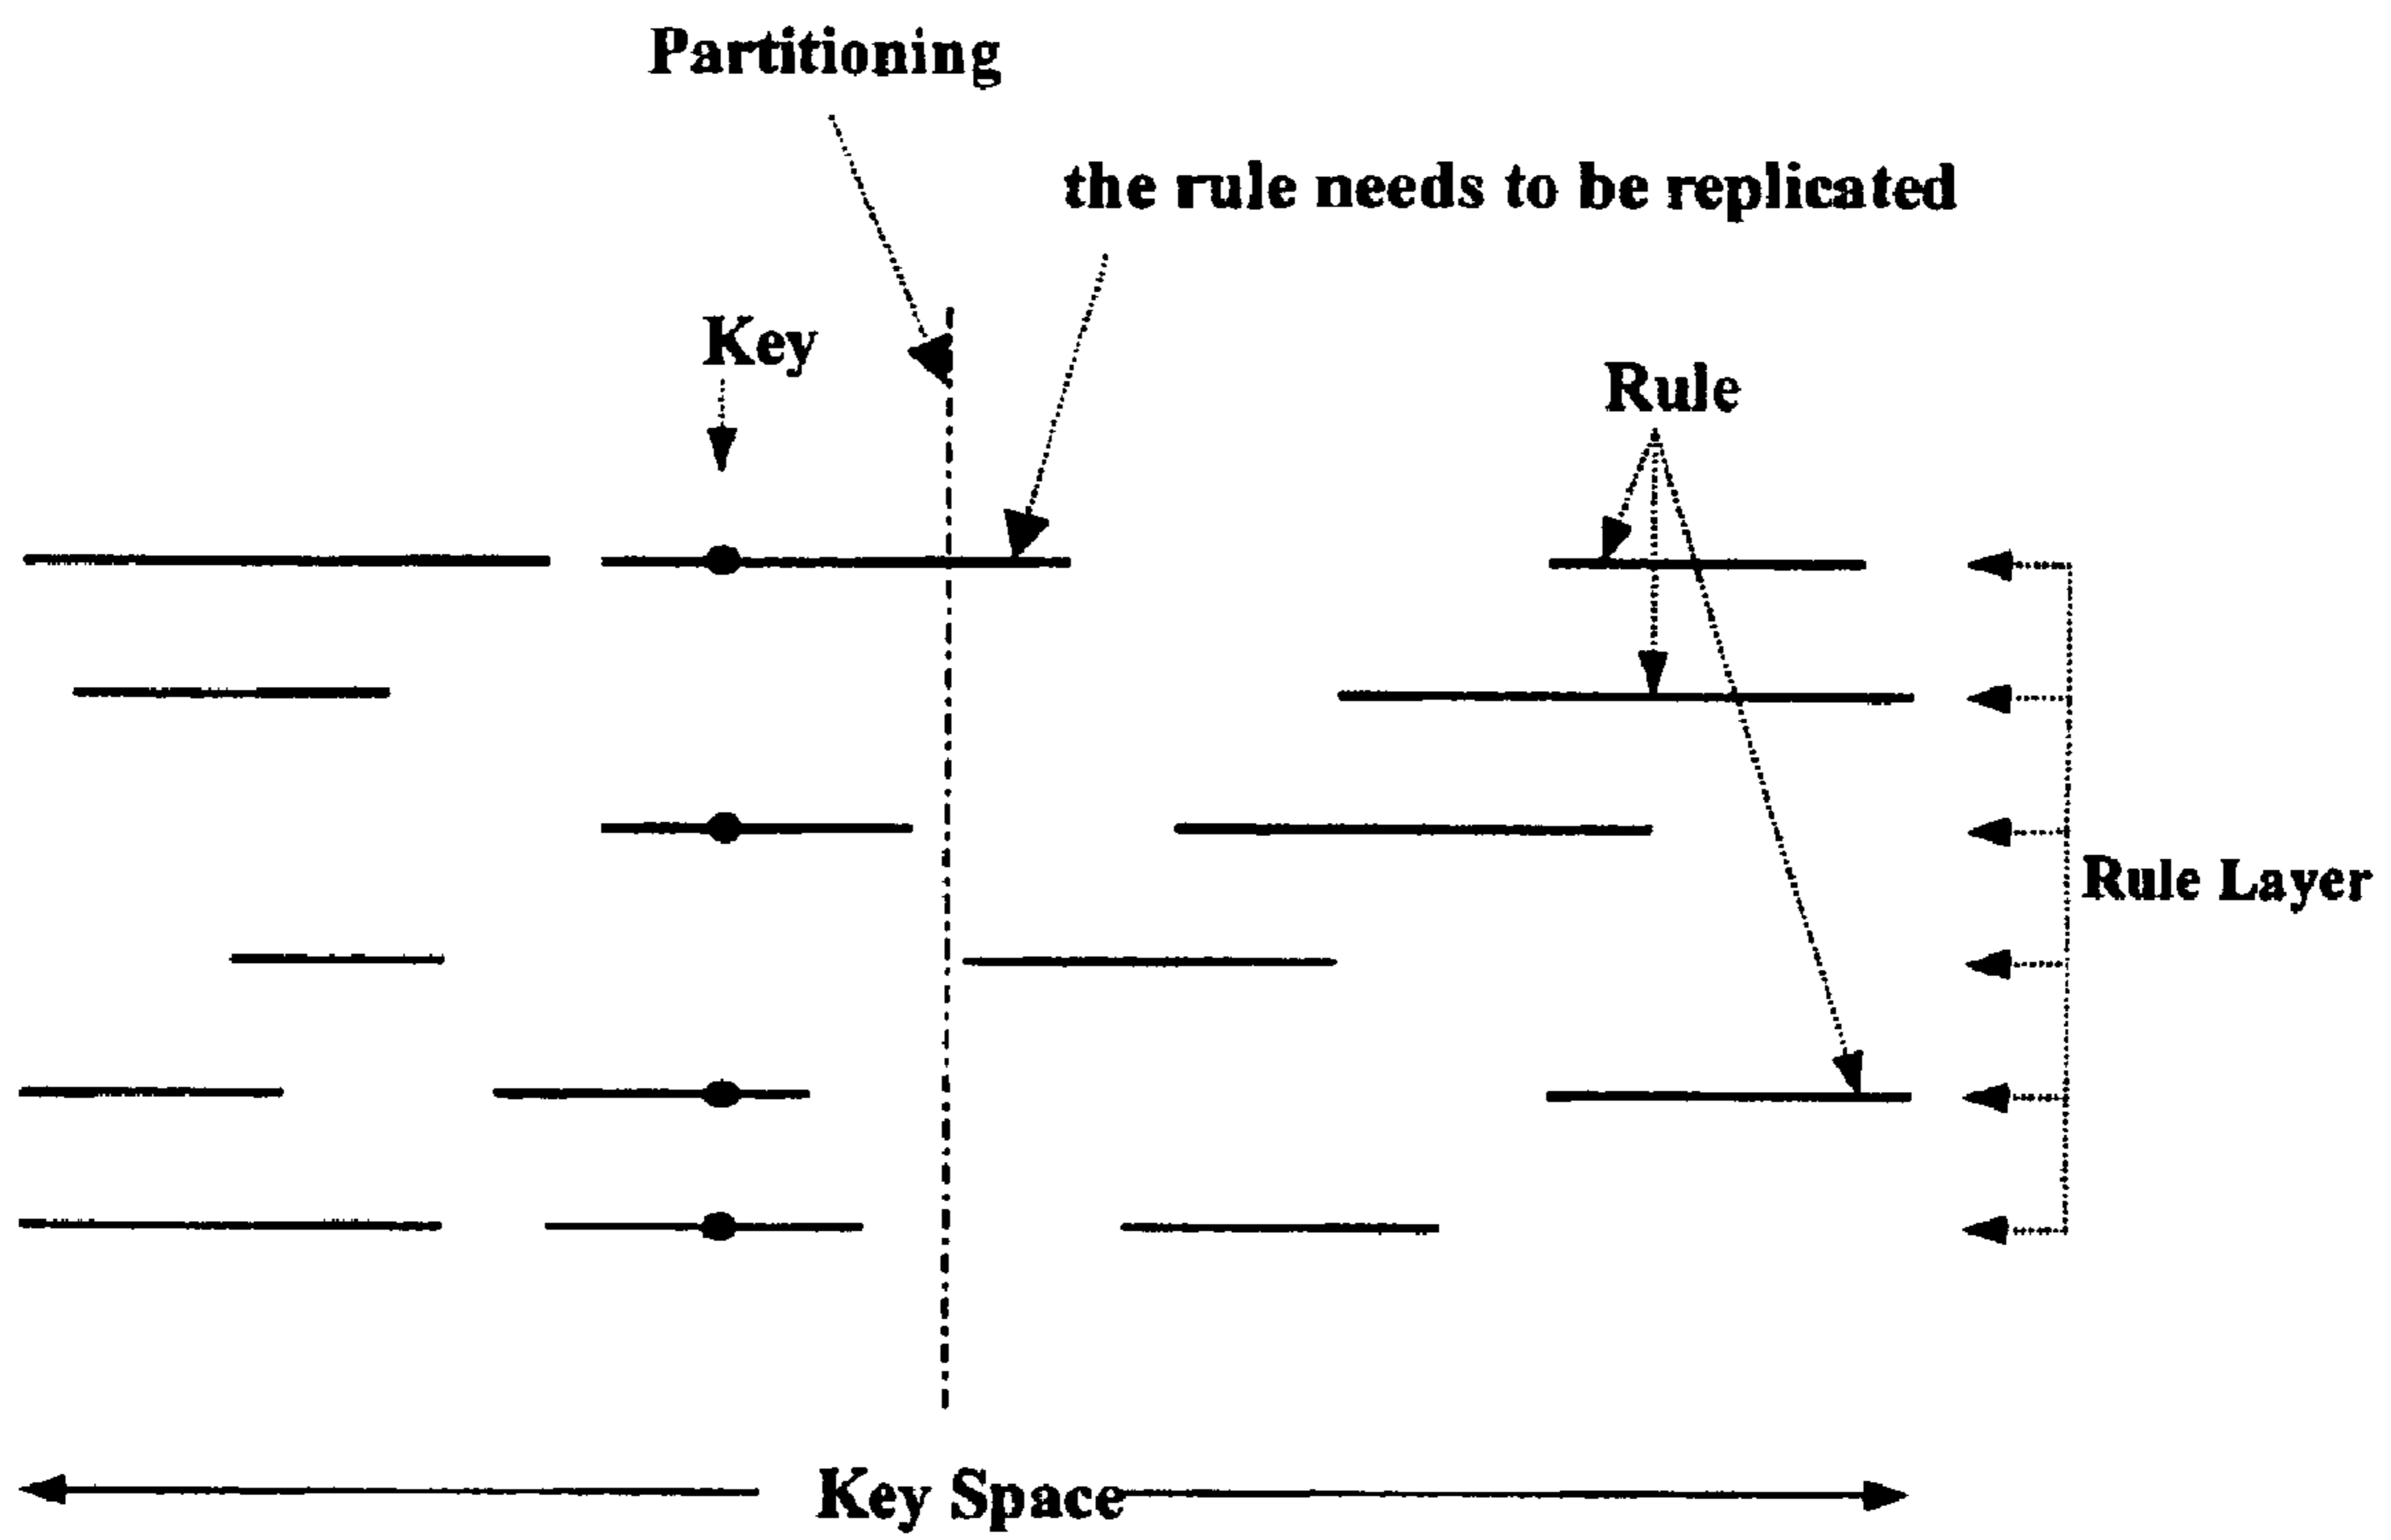 Partitioning
the rule needs to be replicated
Key
Rule
Rule Layer
Key Space